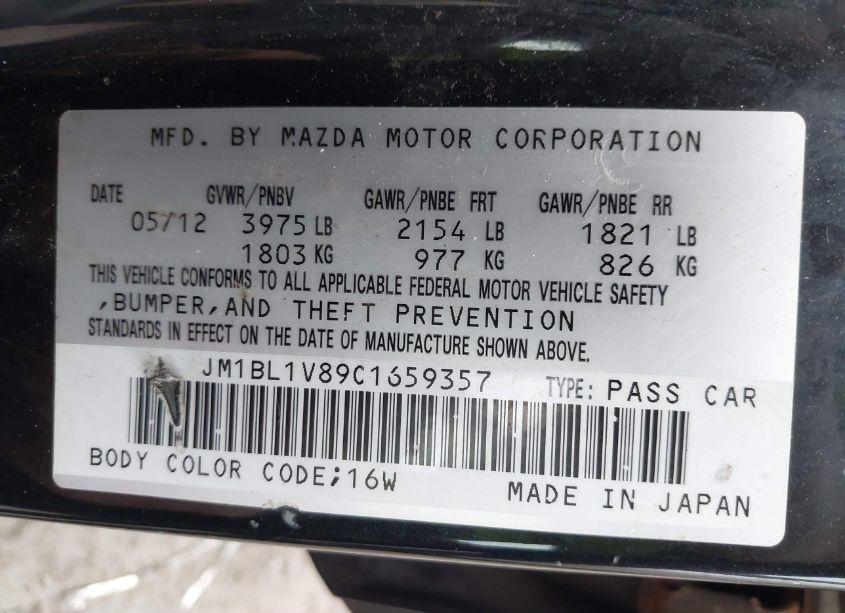 MFD. BY MAZDA MOTOR CORPORATION
DATE GVWR/PNBV GAWR/PNBE FRT GAWR/PNBE RR
05/12 3975 LB 2154 LB 1821 LB
1803 KG 977 KG 826 KG
THIS VEHICLE CONFORMS TO ALL APPLICABLE FEDERAL MOTOR VEHICLE SAFETY
,BUMPER,AND THEFT PREVENTION
STANDARDS IN EFFECT ON THE DATE OF MANUFACTURE SHOWN ABOVE.
JM1BL1V89C1659357 TYPE: PASS CAR
BODY COLOR CODE;16W
MADE IN JAPAN